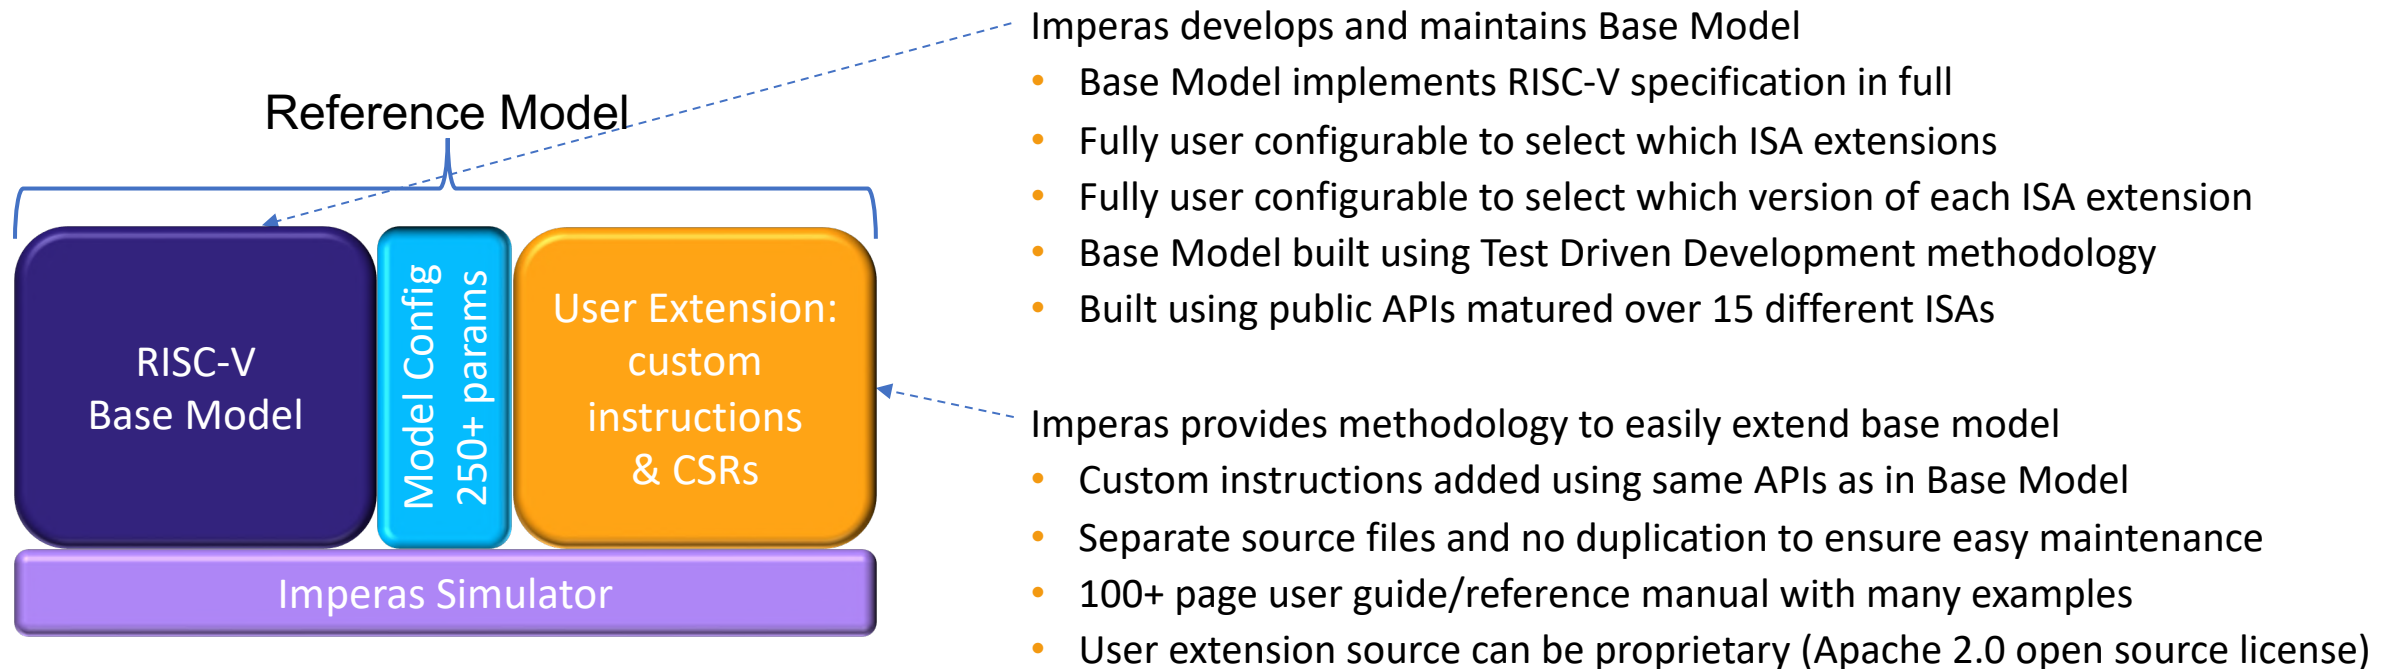 Reference Model
RISC-V
Base Model
Model Config
250+ params
User Extension:
custom
instructions
& CSRs
Imperas Simulator
Imperas develops and maintains Base Model
• Base Model implements RISC-V specification in full
• Fully user configurable to select which ISA extensions
• Fully user configurable to select which version of each ISA extension
• Base Model built using Test Driven Development methodology
• Built using public APIs matured over 15 different ISAs
Imperas provides methodology to easily extend base model
• Custom instructions added using same APIs as in Base Model
• Separate source files and no duplication to ensure easy maintenance
• 100+ page user guide/reference manual with many examples
• User extension source can be proprietary (Apache 2.0 open source license)